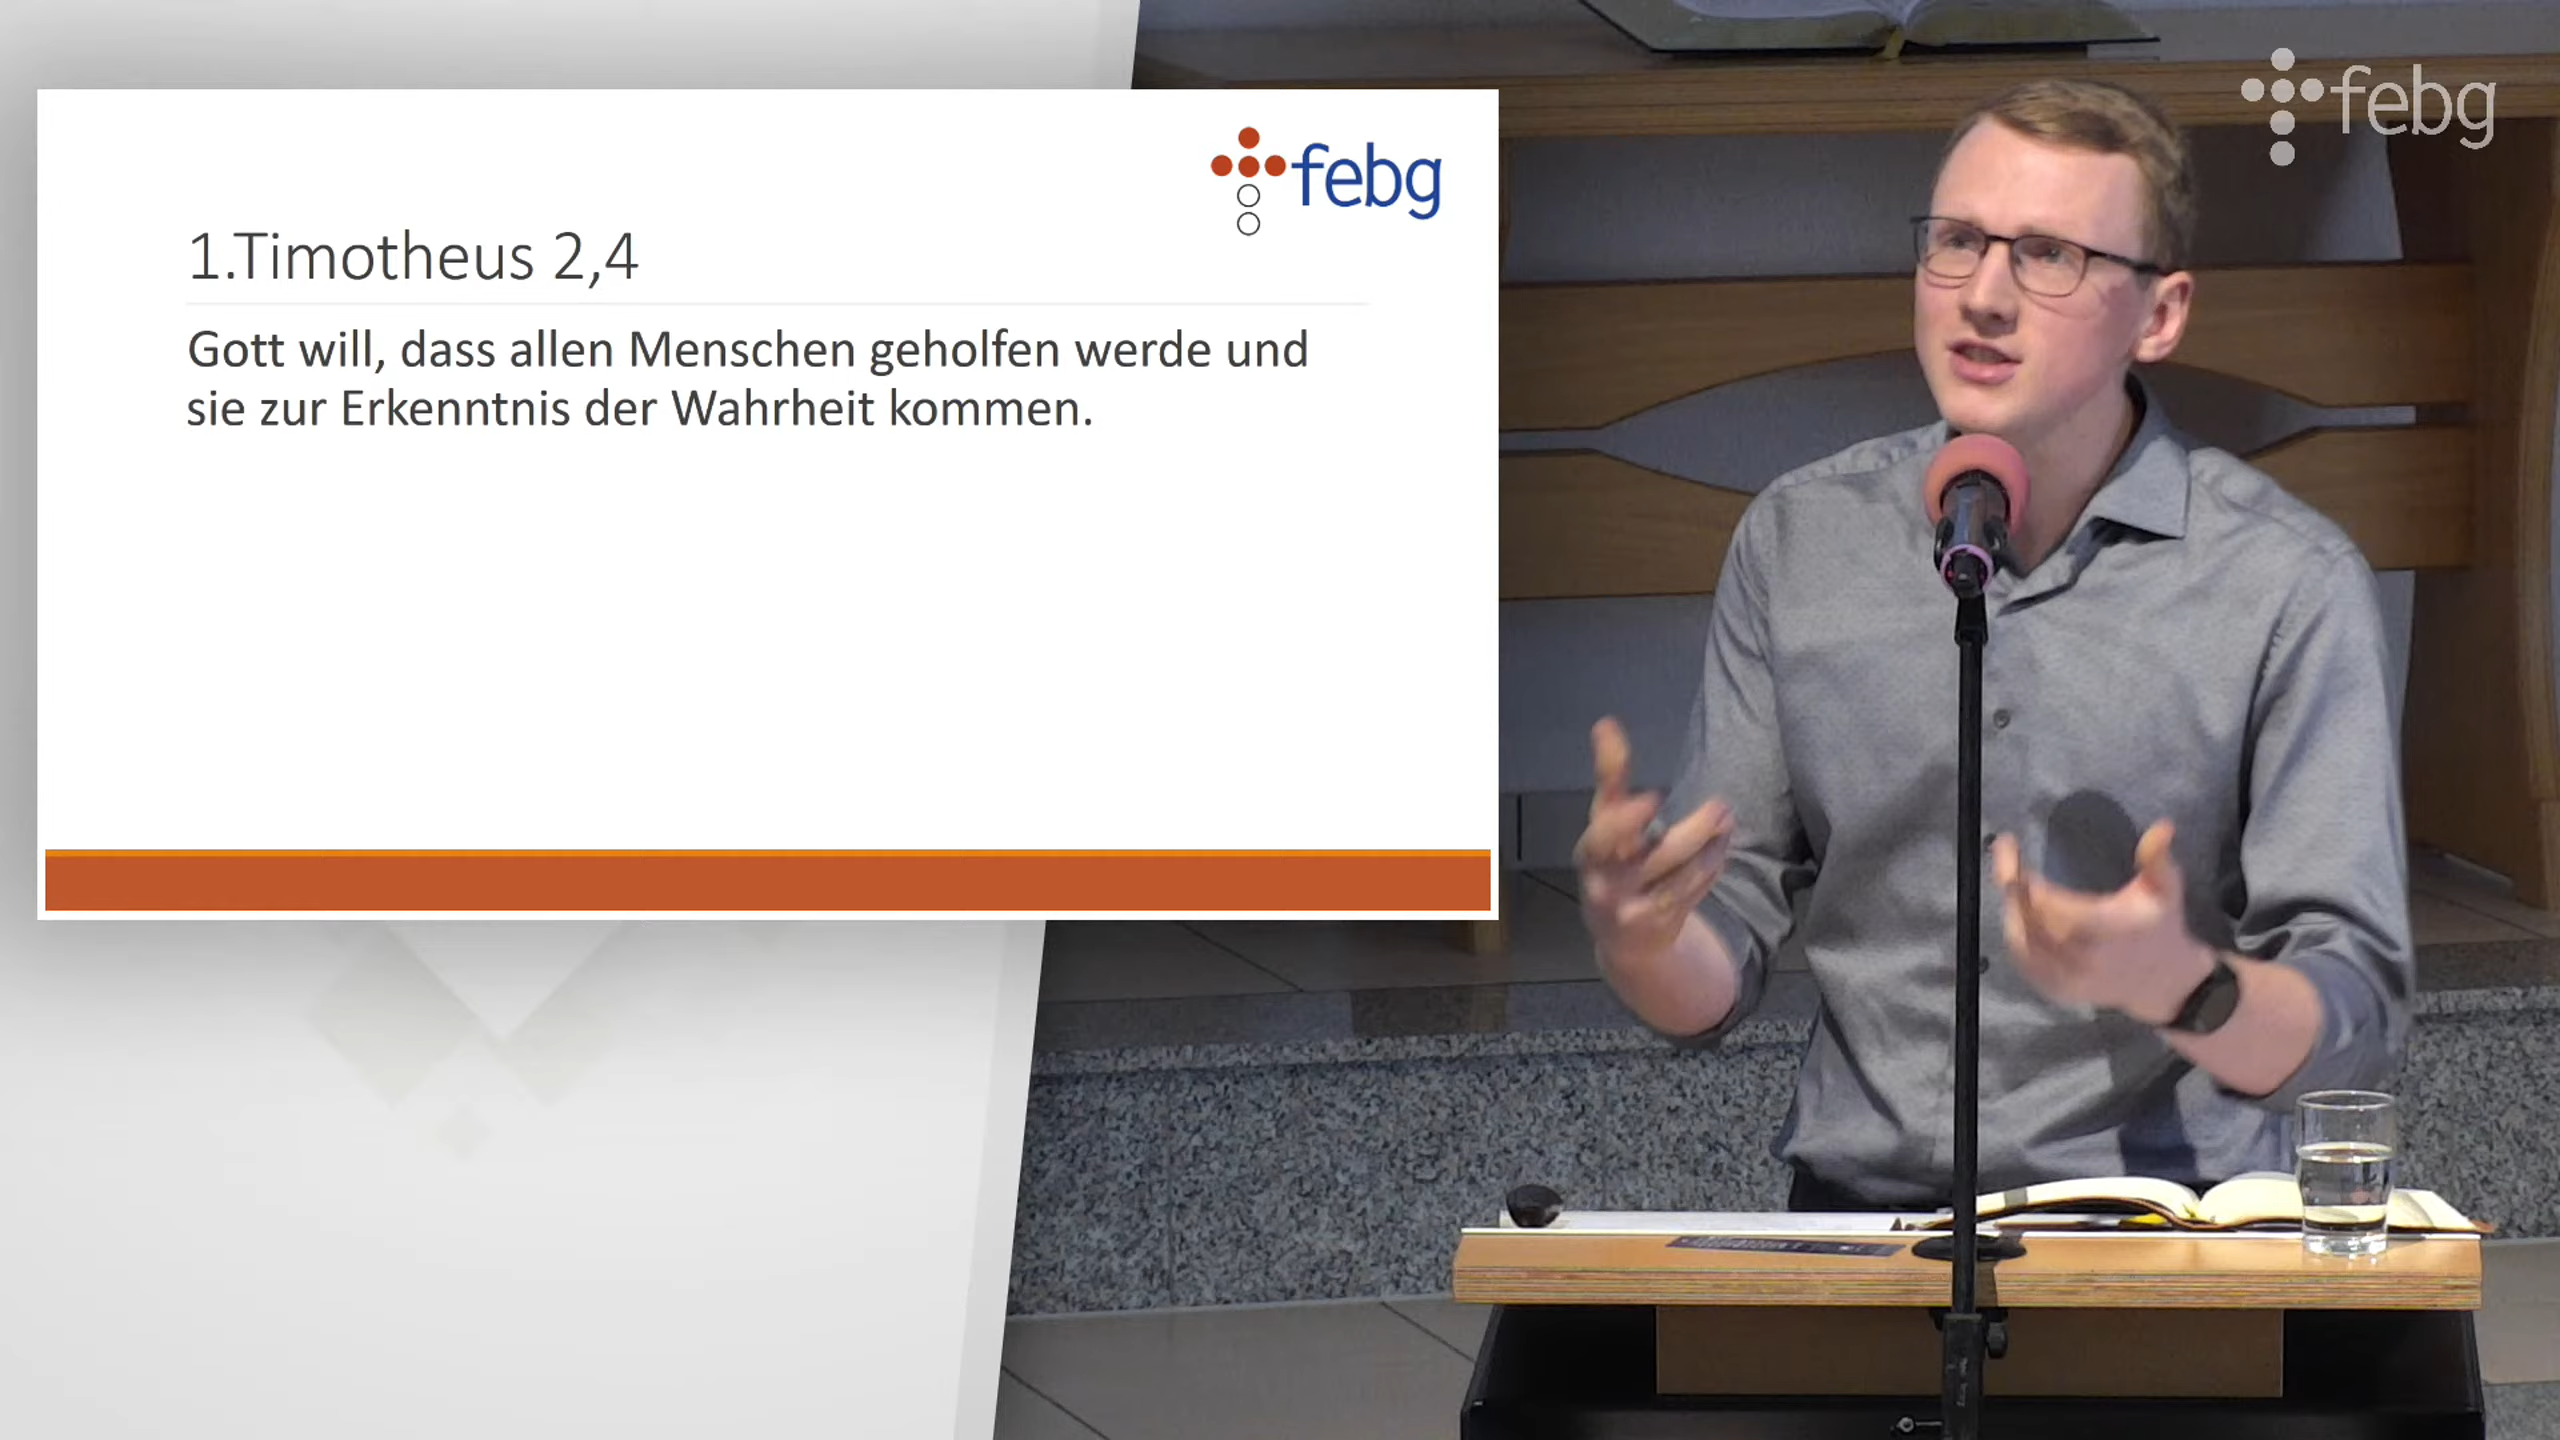 febg
febg
1.Timotheus 2,4
Gott will, dass allen Menschen geholfen werde und
sie zur Erkenntnis der Wahrheit kommen.